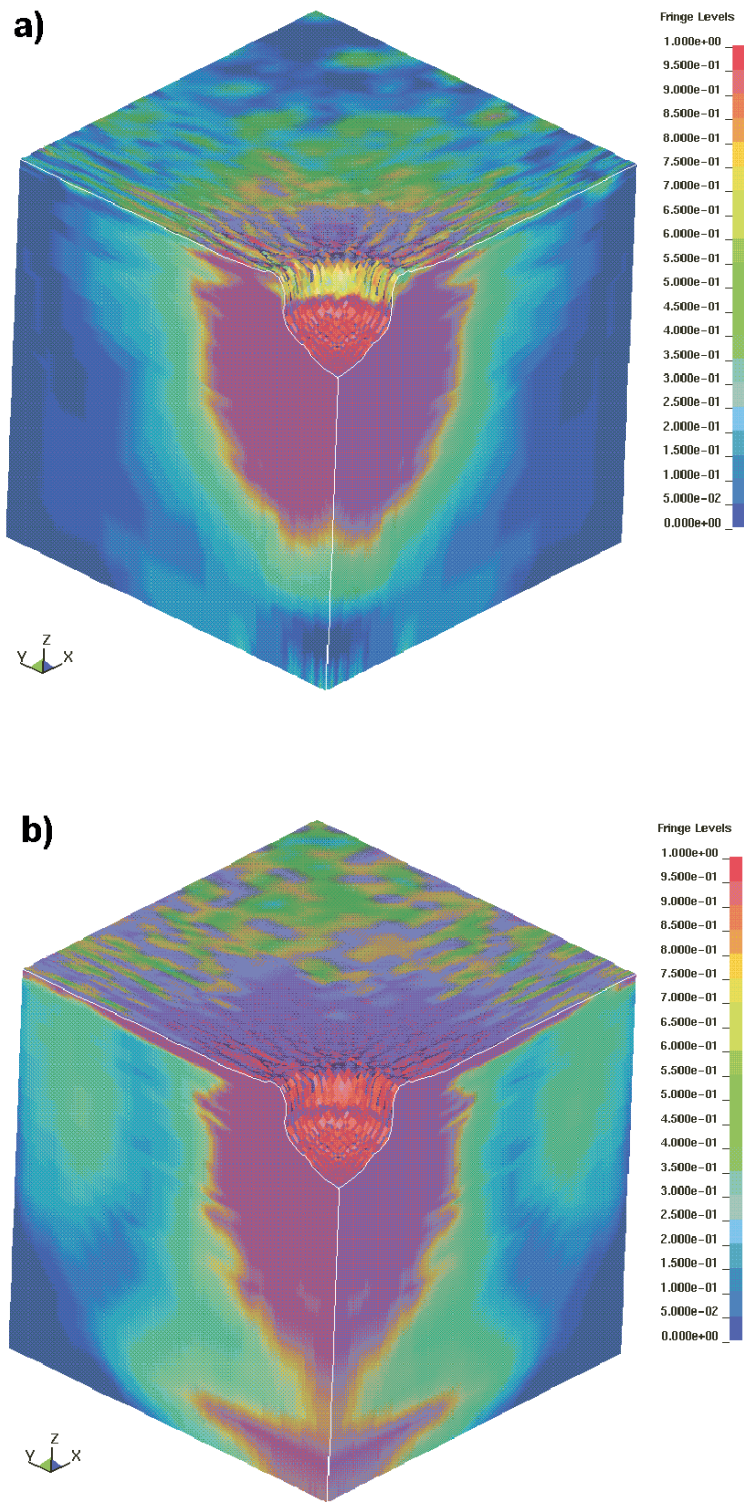 a)
Fringe Levels
1.000e+00
9.500e-01
9.000e-01
8.500e-01
8.000e-01
7.500e-01
7.000e-01
6.500e-01
6.000e-01
5.500e-01
5.000e-01
4.500e-01
4.000e-01
3.500e-01
3.000e-01
2.500e-01
2.000e-01
1.500e-01
1.000e-01
5.000e-02
0.000e+00
Z
Y X
b)
Fringe Levels
1.000e+00
9.500e-01
9.000e-01
8.500e-01
8.000e-01
7.500e-01
7.000e-01
6.500e-01
6.000e-01
5.500e-01
5.000e-01
4.500e-01
4.000e-01
3.500e-01
3.000e-01
2.500e-01
2.000e-01
1.500e-01
1.000e-01
5.000e-02
0.000e+00
Z
Y X